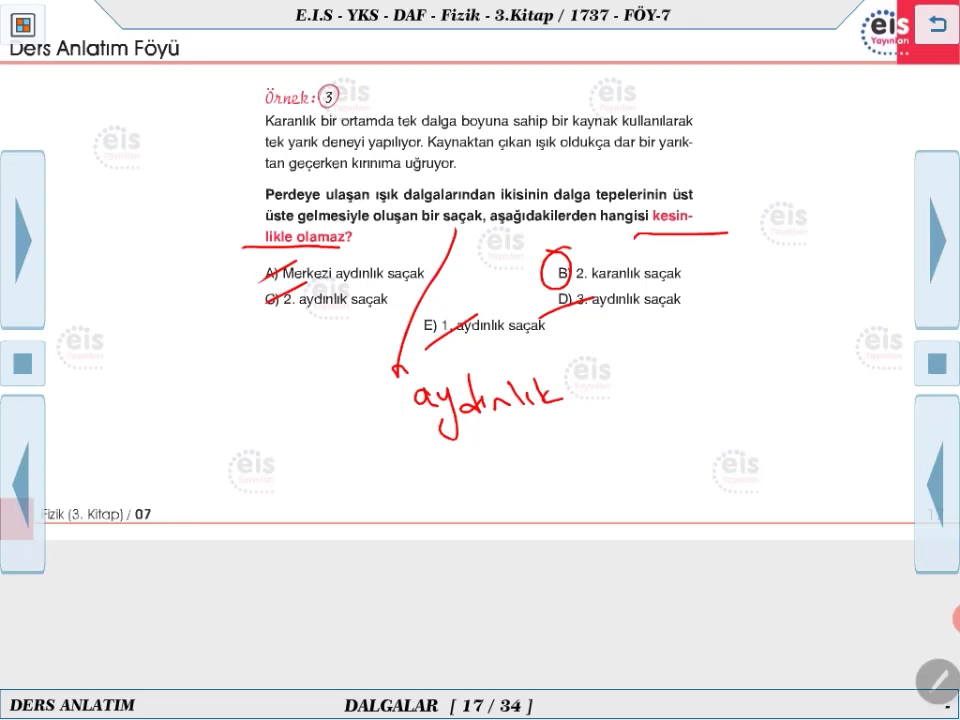 E.I.S - YKS - DAF - Fizik - 3.Kitap / 1737 - FÖY-7
Ders Anlatım Föyü
eis
Yayınları
Örnek: 3
Karanlık bir ortamda tek dalga boyuna sahip bir kaynak kullanılarak
tek yarık deneyi yapılıyor. Kaynaktan çıkan ışık oldukça dar bir yarık-
tan geçerken kırınıma uğruyor.
Perdeye ulaşan ışık dalgalarından ikisinin dalga tepelerinin üst
üste gelmesiyle oluşan bir saçak, aşağıdakilerden hangisi kesin-
likle olamaz?
A) Merkezi aydınlık saçak B) 2. karanlık saçak
C) 2. aydınlık saçak D) 3. aydınlık saçak
E) 1. aydınlık saçak
aydınlık
Fizik (3. Kitap) / 07
17
DERS ANLATIM DALGALAR [ 17 / 34 ] -